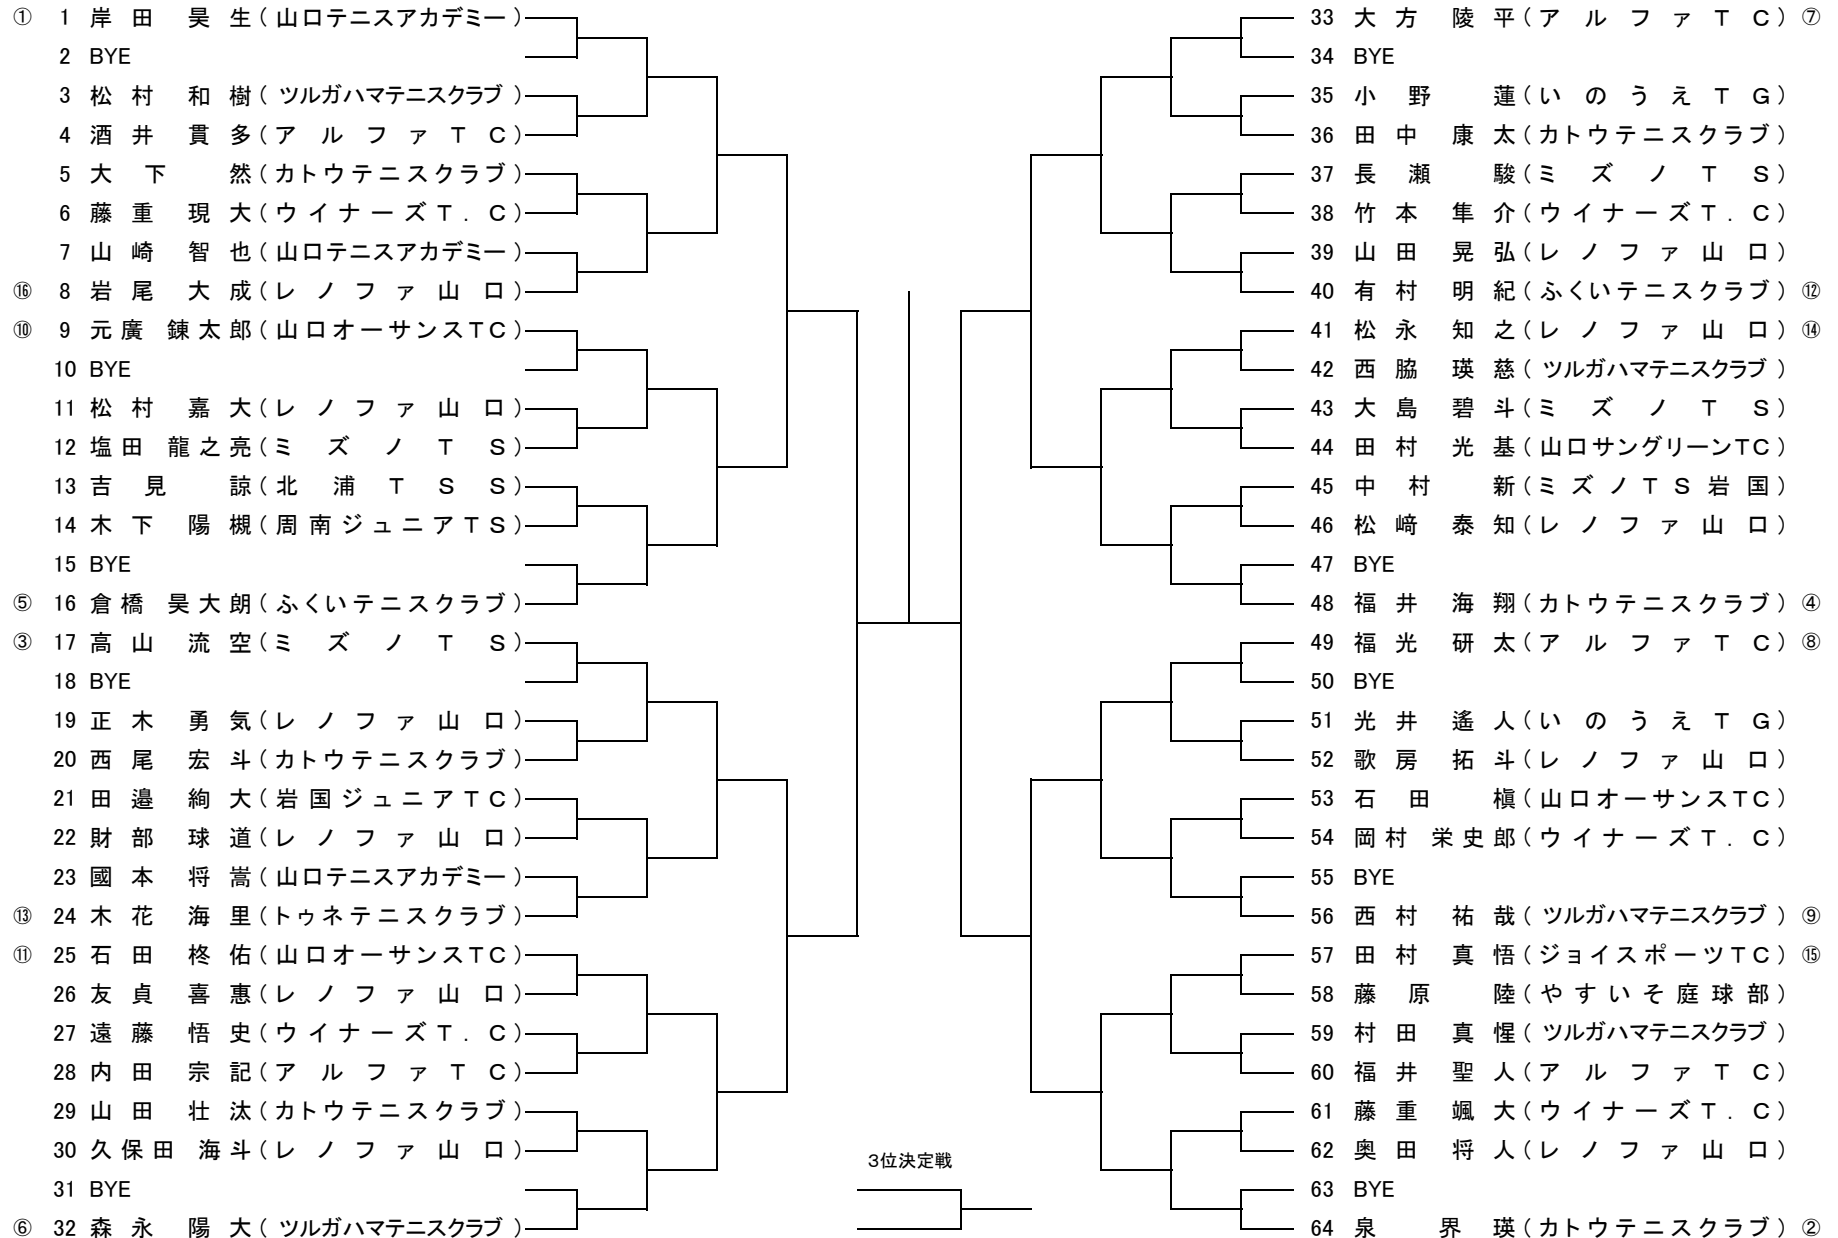 ① 1 岸田 昊生(山口テニスアカデミー)
2 BYE
3 松村 和樹(ツルガハマテニスクラブ)
4 酒井 貫多(アルファTC)
5 大下 然(カトウテニスクラブ)
6 藤重 現大(ウイナーズT.C)
7 山崎 智也(山口テニスアカデミー)
⑯ 8 岩尾 大成(レノファ山口)
⑩ 9 元廣 錬太郎(山口オーサンスTC)
10 BYE
11 松村 嘉大(レノファ山口)
12 塩田 龍之亮(ミズノTS)
13 吉見 諒(北浦TSS)
14 木下 陽槻(周南ジュニアTS)
15 BYE
⑤ 16 倉橋 昊大朗(ふくいテニスクラブ)
③ 17 高山 流空(ミズノTS)
18 BYE
19 正木 勇気(レノファ山口)
20 西尾 宏斗(カトウテニスクラブ)
21 田邉 絢大(岩国ジュニアTC)
22 財部 球道(レノファ山口)
23 國本 将嵩(山口テニスアカデミー)
⑬ 24 木花 海里(トゥネテニスクラブ)
⑪ 25 石田 柊佑(山口オーサンスTC)
26 友貞 喜惠(レノファ山口)
27 遠藤 悟史(ウイナーズT.C)
28 内田 宗記(アルファTC)
29 山田 壮汰(カトウテニスクラブ)
30 久保田 海斗(レノファ山口)
31 BYE
⑥ 32 森永 陽大(ツルガハマテニスクラブ)
3位決定戦
33 大方 陵平(アルファTC) ⑦
34 BYE
35 小野 蓮(いのうえTG)
36 田中 康太(カトウテニスクラブ)
37 長瀬 駿(ミズノTS)
38 竹本 隼介(ウイナーズT.C)
39 山田 晃弘(レノファ山口)
40 有村 明紀(ふくいテニスクラブ) ⑫
41 松永 知之(レノファ山口) ⑭
42 西脇 瑛慈(ツルガハマテニスクラブ)
43 大島 碧斗(ミズノTS)
44 田村 光基(山口サングリーンTC)
45 中村 新(ミズノTS岩国)
46 松﨑 泰知(レノファ山口)
47 BYE
48 福井 海翔(カトウテニスクラブ) ④
49 福光 研太(アルファTC) ⑧
50 BYE
51 光井 遙人(いのうえTG)
52 歌房 拓斗(レノファ山口)
53 石田 槇(山口オーサンスTC)
54 岡村 栄史郎(ウイナーズT.C)
55 BYE
56 西村 祐哉(ツルガハマテニスクラブ) ⑨
57 田村 真悟(ジョイスポーツTC) ⑮
58 藤原 陸(やすいそ庭球部)
59 村田 真惺(ツルガハマテニスクラブ)
60 福井 聖人(アルファTC)
61 藤重 颯大(ウイナーズT.C)
62 奥田 将人(レノファ山口)
63 BYE
64 泉 界瑛(カトウテニスクラブ) ②